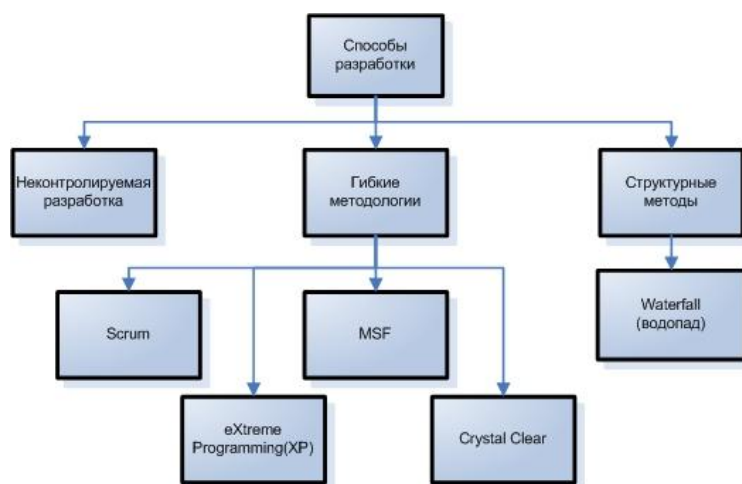 Способы
разработки
Неконтролируемая
разработка
Гибкие
методологии
Структурные
методы
Scrum
MSF
Waterfall
(водопад)
eXtreme
Programming(XP)
Crystal Clear